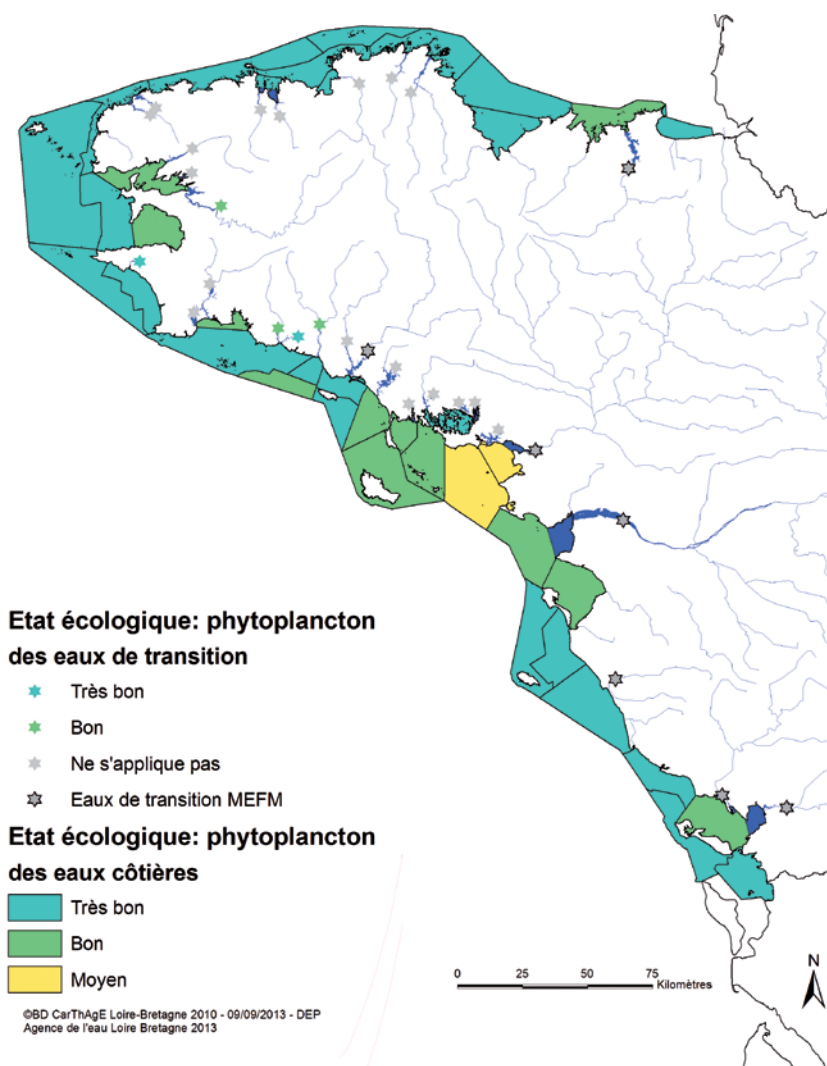 Etat écologique: phytoplancton
des eaux de transition
Très bon
Bon
Ne s'applique pas
Eaux de transition MEFM
Etat écologique: phytoplancton
des eaux côtières
Très bon
Bon
Moyen
0 25 50 75
Kilomètres
N
©BD CarThAgE Loire-Bretagne 2010 - 09/09/2013 - DEP
Agence de l'eau Loire Bretagne 2013